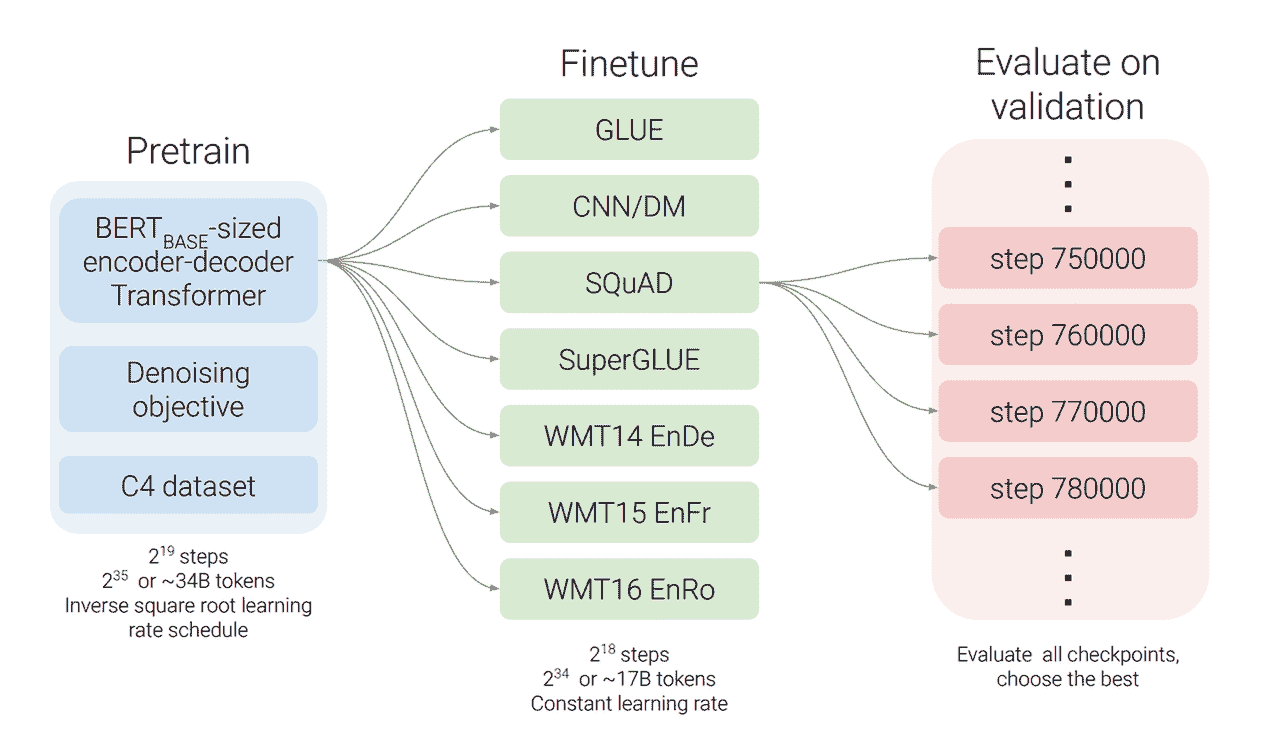 Pretrain
BERT_BASE-sized
encoder-decoder
Transformer
Denoising
objective
C4 dataset
2^19 steps
2^35 or ~34B tokens
Inverse square root learning
rate schedule
Finetune
GLUE
CNN/DM
SQuAD
SuperGLUE
WMT14 EnDe
WMT15 EnFr
WMT16 EnRo
2^18 steps
2^34 or ~17B tokens
Constant learning rate
Evaluate on
validation
step 750000
step 760000
step 770000
step 780000
Evaluate all checkpoints,
choose the best